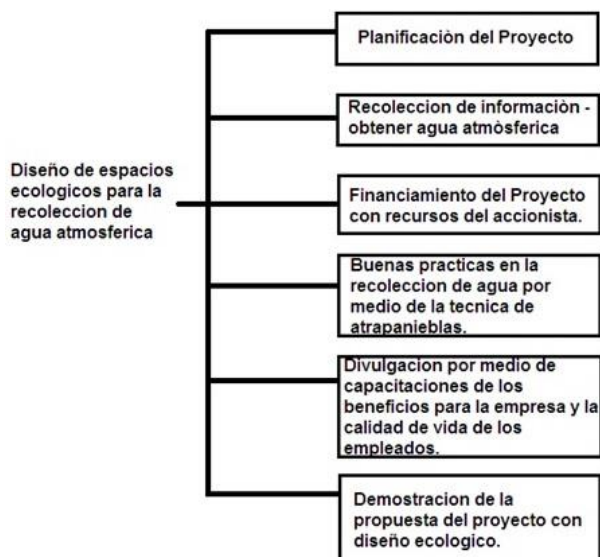 Planificaciòn del Proyecto
Recoleccion de informaciòn -
obtener agua atmòsferica
Diseño de espacios
ecologicos para la
recoleccion de
agua atmosferica
Financiamiento del Proyecto
con recursos del accionista.
Buenas practicas en la
recoleccion de agua por
medio de la tecnica de
atrapanieblas.
Divulgacion por medio de
capacitaciones de los
beneficios para la empresa y la
calidad de vida de los
empleados.
Demostracion de la
propuesta del proyecto con
diseño ecologico.